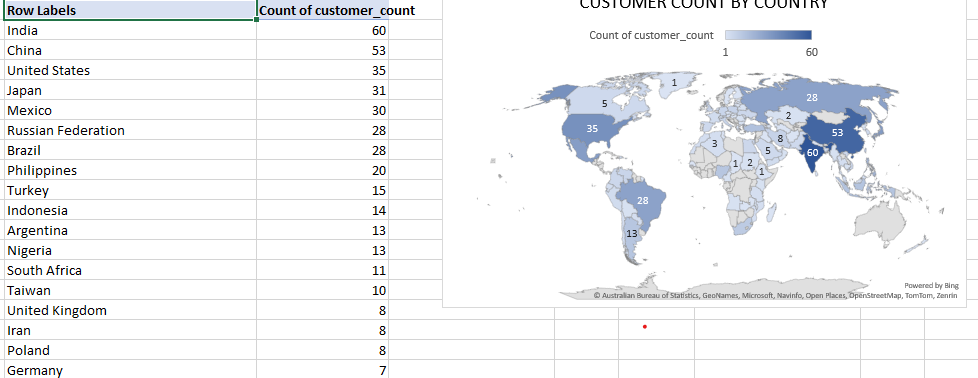 Row Labels Count of customer_count
India 60
China 53
United States 35
Japan 31
Mexico 30
Russian Federation 28
Brazil 28
Philippines 20
Turkey 15
Indonesia 14
Argentina 13
Nigeria 13
South Africa 11
Taiwan 10
United Kingdom 8
Iran 8
Poland 8
Germany 7
CUSTOMER COUNT BY COUNTRY
Count of customer_count
1 60
1
5
28
35
2
53
3
8
60
5
1
2
1
28
13
Powered by Bing
© Australian Bureau of Statistics, GeoNames, Microsoft, Navinfo, Open Places, OpenStreetMap, TomTom, Zenrin